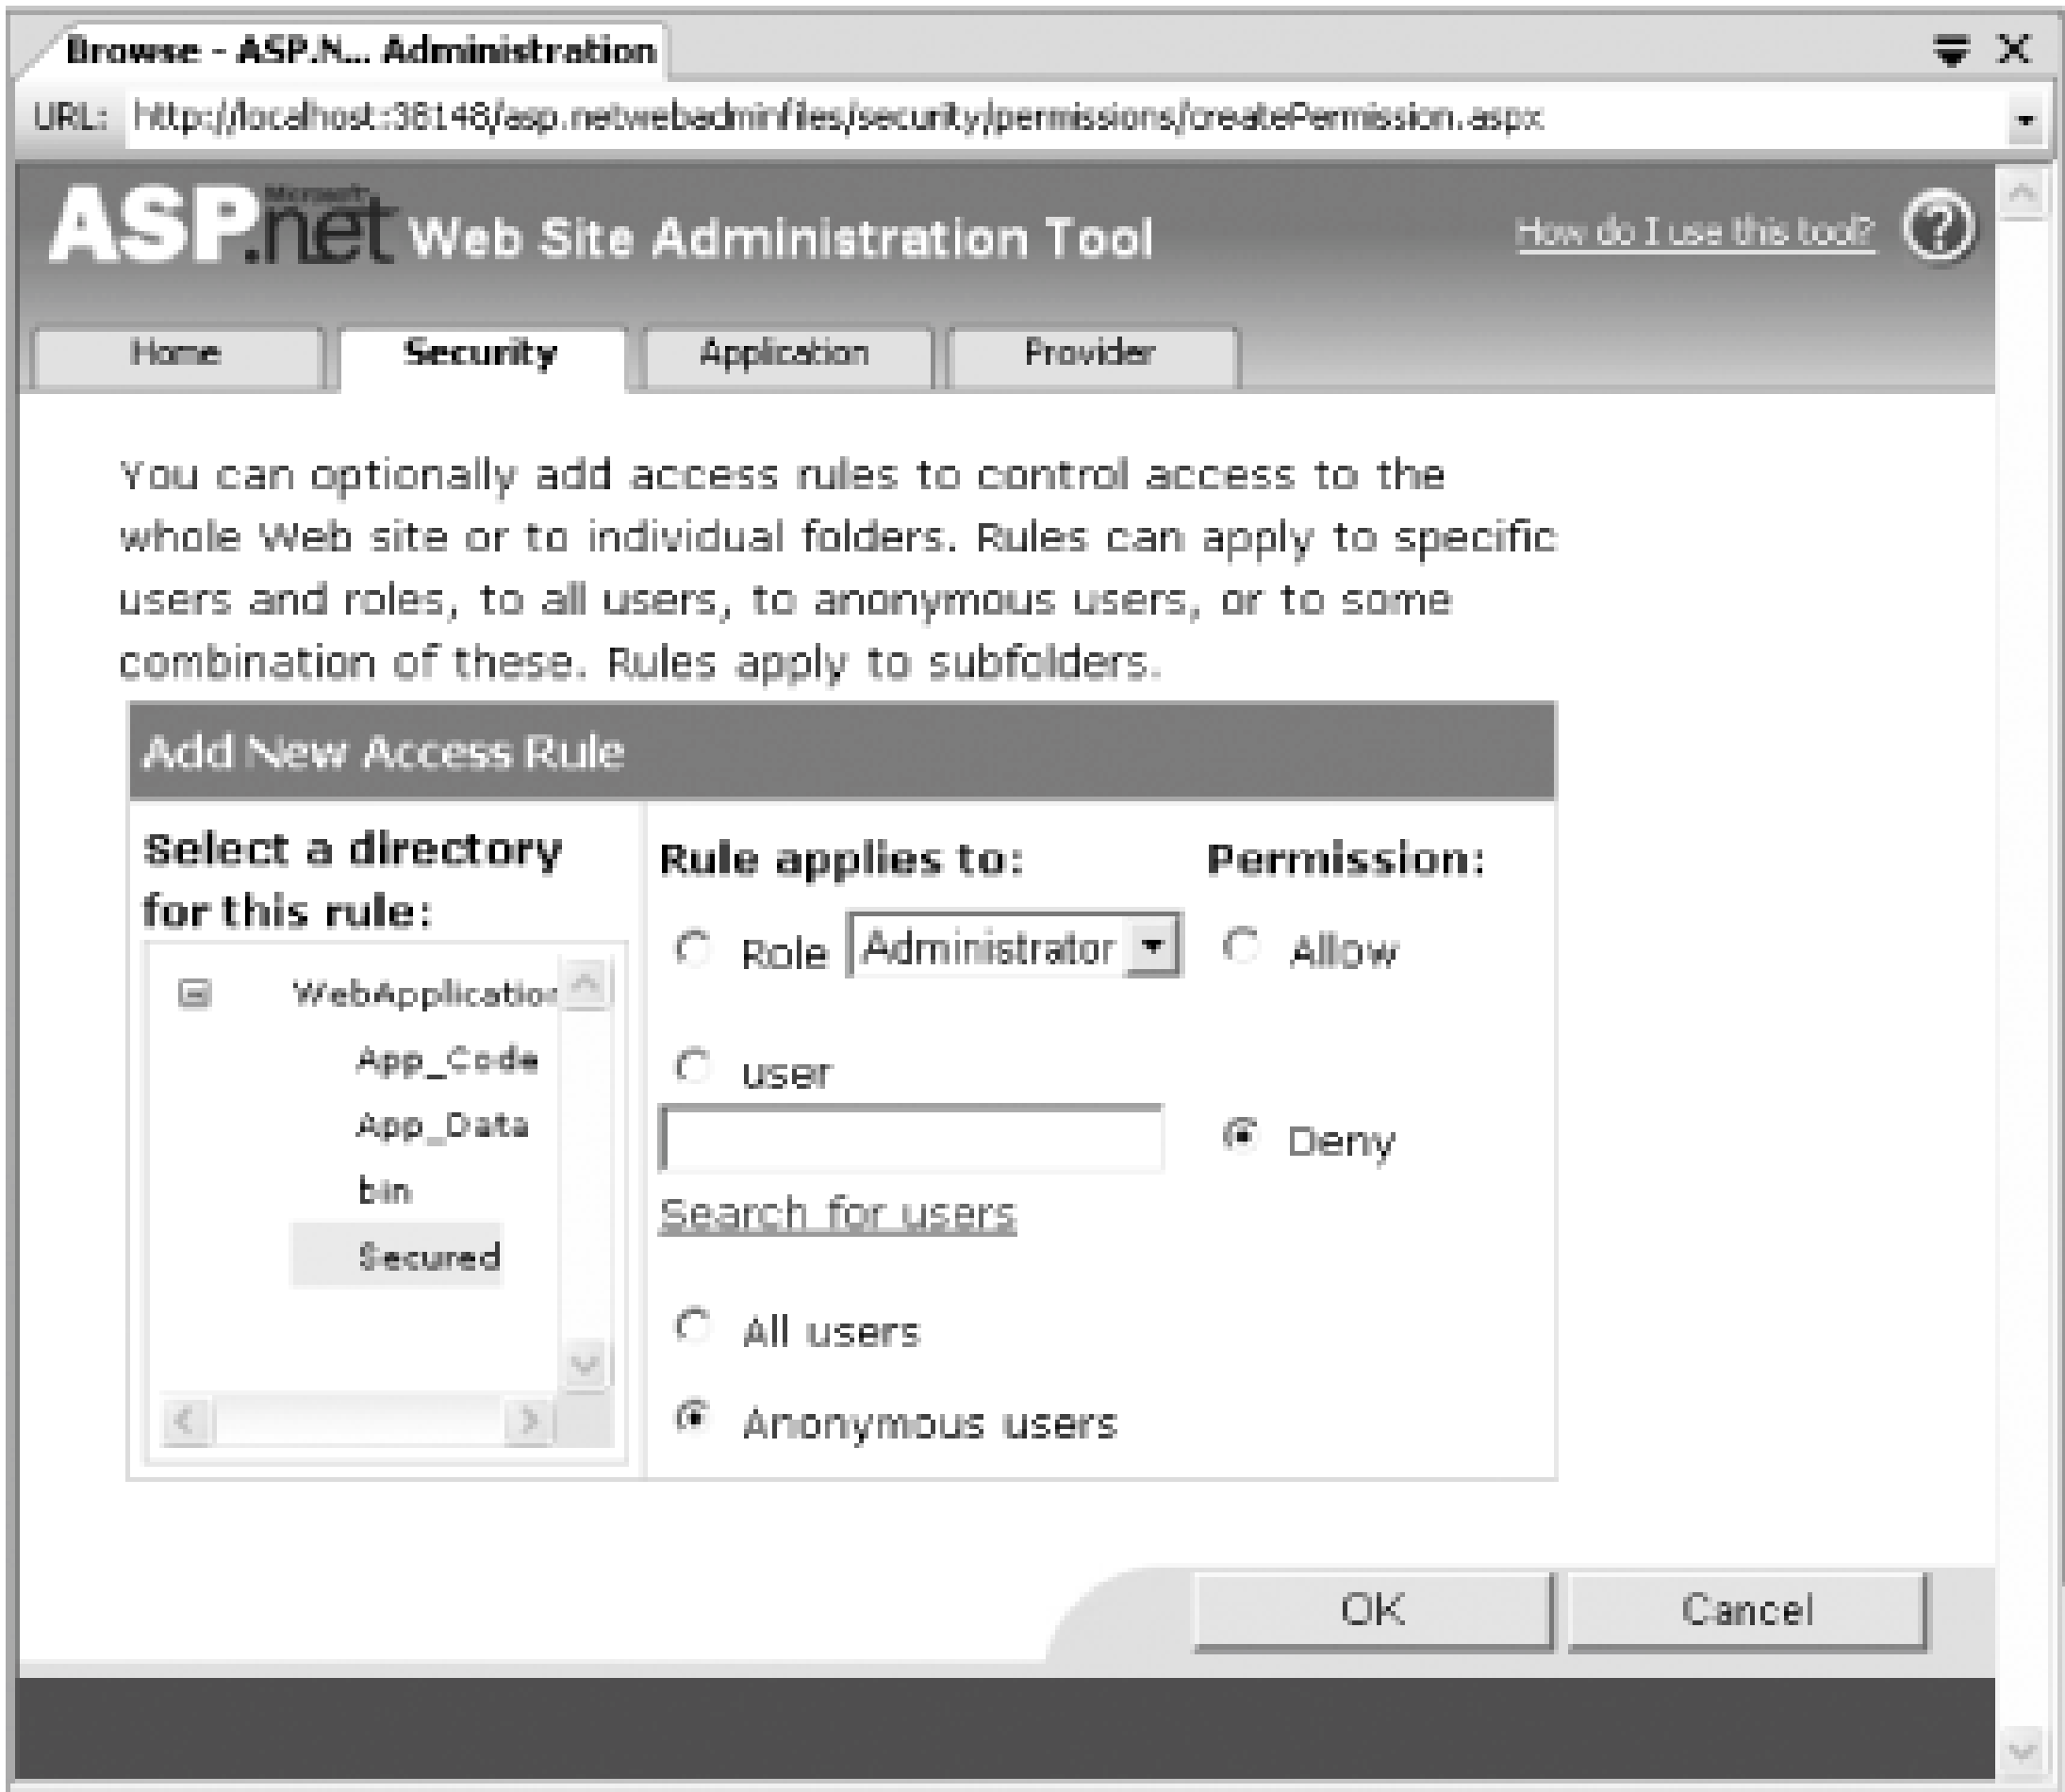 Browse - ASP.N... Administration
URL: http://localhost:38148/asp.netwebadminfiles/security/permissions/createPermission.aspx
Microsoft
ASP.net Web Site Administration Tool
How do I use this tool? ?
Home Security Application Provider
You can optionally add access rules to control access to the
whole Web site or to individual folders. Rules can apply to specific
users and roles, to all users, to anonymous users, or to some
combination of these. Rules apply to subfolders.
Add New Access Rule
Select a directory
for this rule:
WebApplication
App_Code
App_Data
bin
Secured
Rule applies to:
Role Administrator
user
Search for users
All users
Anonymous users
Permission:
Allow
Deny
OK Cancel